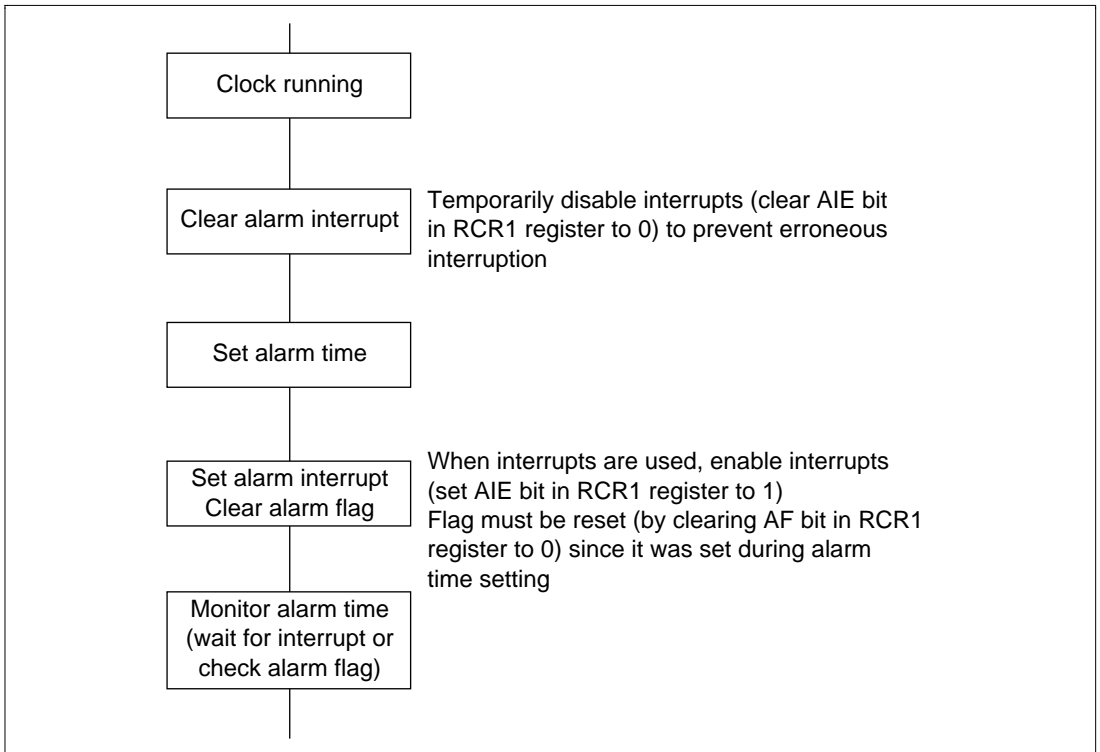 Clock running
Clear alarm interrupt
Temporarily disable interrupts (clear AIE bit
in RCR1 register to 0) to prevent erroneous
interruption
Set alarm time
Set alarm interrupt
Clear alarm flag
When interrupts are used, enable interrupts
(set AIE bit in RCR1 register to 1)
Flag must be reset (by clearing AF bit in RCR1
register to 0) since it was set during alarm
time setting
Monitor alarm time
(wait for interrupt or
check alarm flag)